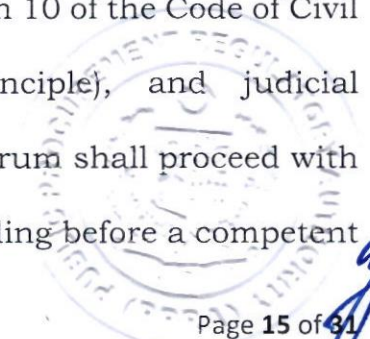 n 10 of the Code of Civil
nciple), and judicial
rum shall proceed with
ling before a competent
Page 15 of 31